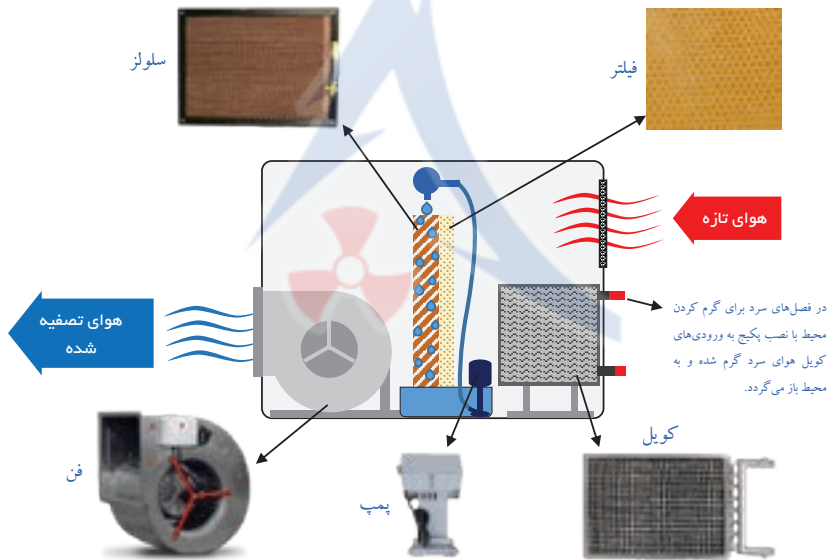 سلولز
فیلتر
هوای تازه
هوای تصفیه
شده
در فصل‌های سرد برای گرم کردن
محیط با نصب پکیج به ورودی‌های
کویل هوای سرد گرم شده و به
محیط باز می‌گردد.
کویل
پمپ
فن